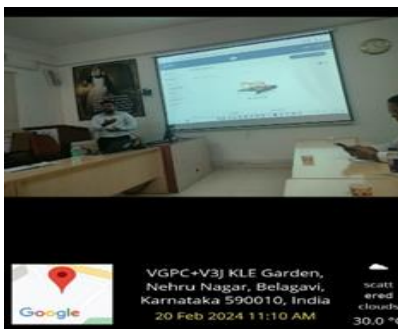 VGPC+V3J KLE Garden,
Nehru Nagar, Belagavi,
Karnataka 590010, India
20 Feb 2024 11:10 AM
Google
scatt
ered
clouds
30.0 °C